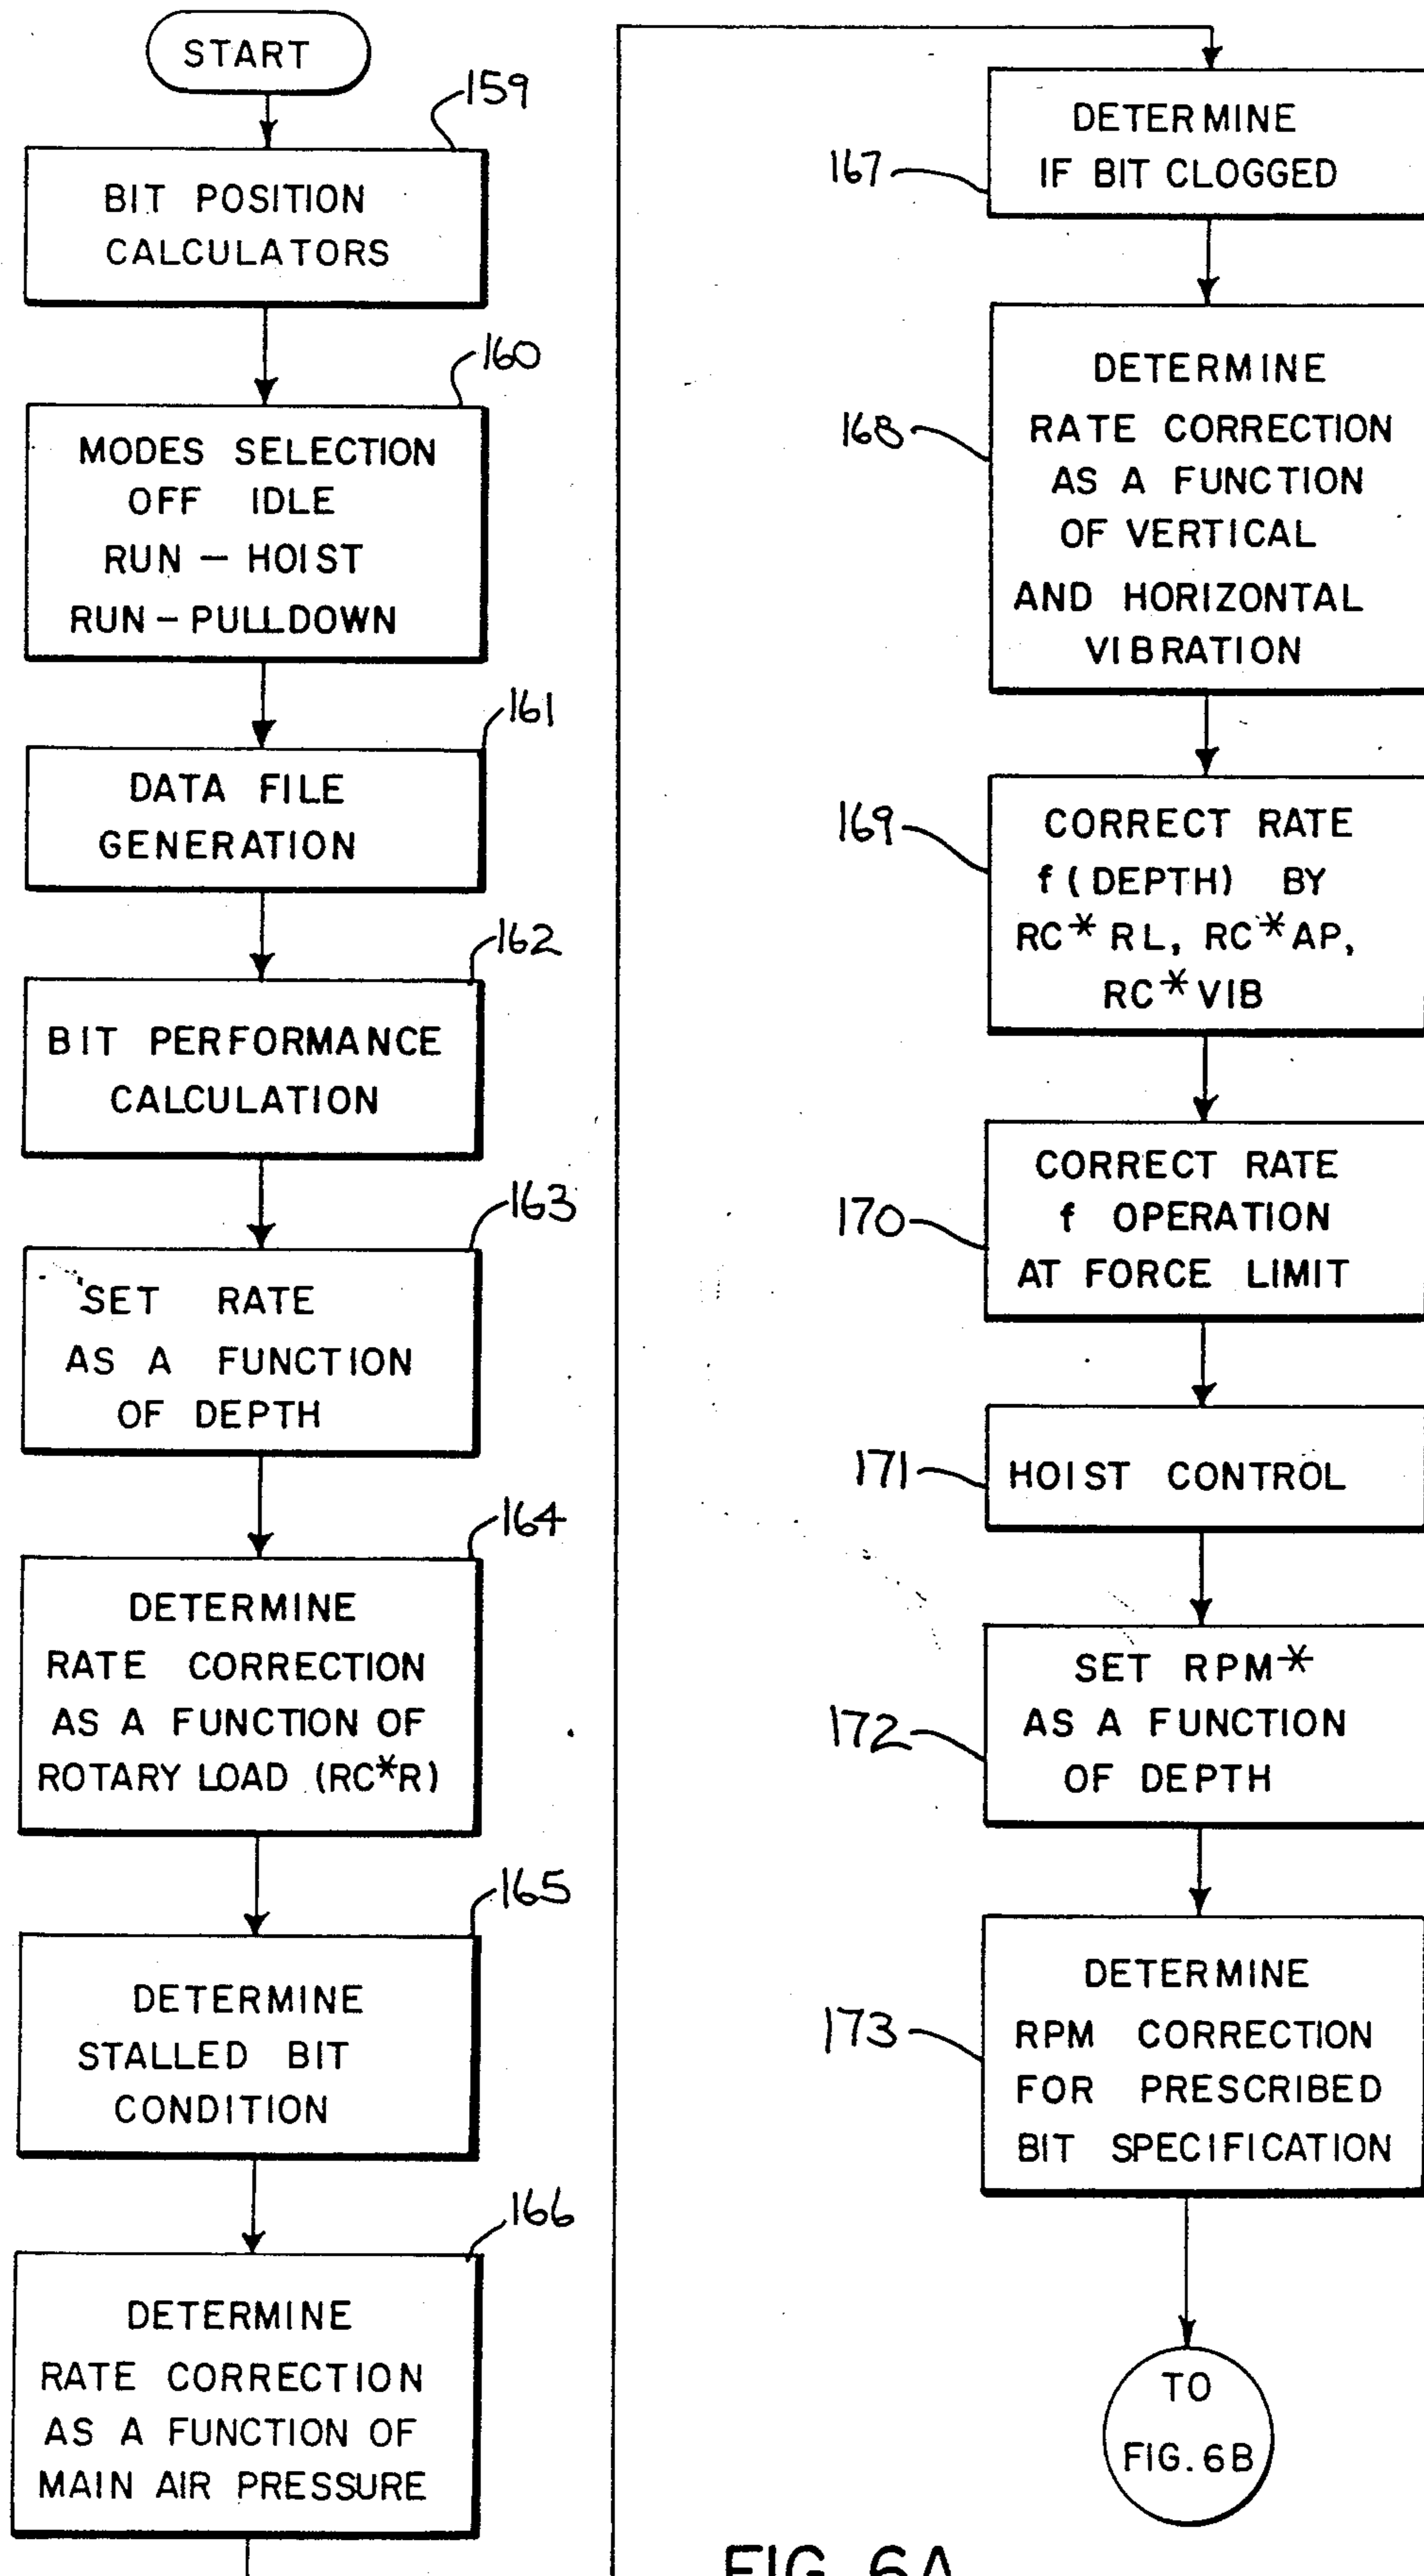 START
159
BIT POSITION
CALCULATORS
160
MODES SELECTION
OFF IDLE
RUN – HOIST
RUN – PULLDOWN
161
DATA FILE
GENERATION
162
BIT PERFORMANCE
CALCULATION
163
SET RATE
AS A FUNCTION
OF DEPTH
164
DETERMINE
RATE CORRECTION
AS A FUNCTION OF
ROTARY LOAD (RC*R)
165
DETERMINE
STALLED BIT
CONDITION
166
DETERMINE
RATE CORRECTION
AS A FUNCTION OF
MAIN AIR PRESSURE
167
DETERMINE
IF BIT CLOGGED
168
DETERMINE
RATE CORRECTION
AS A FUNCTION
OF VERTICAL
AND HORIZONTAL
VIBRATION
169
CORRECT RATE
f (DEPTH) BY
RC* RL, RC* AP,
RC* VIB
170
CORRECT RATE
f OPERATION
AT FORCE LIMIT
171
HOIST CONTROL
172
SET RPM*
AS A FUNCTION
OF DEPTH
173
DETERMINE
RPM CORRECTION
FOR PRESCRIBED
BIT SPECIFICATION
TO
FIG. 6B
FIG. 6A